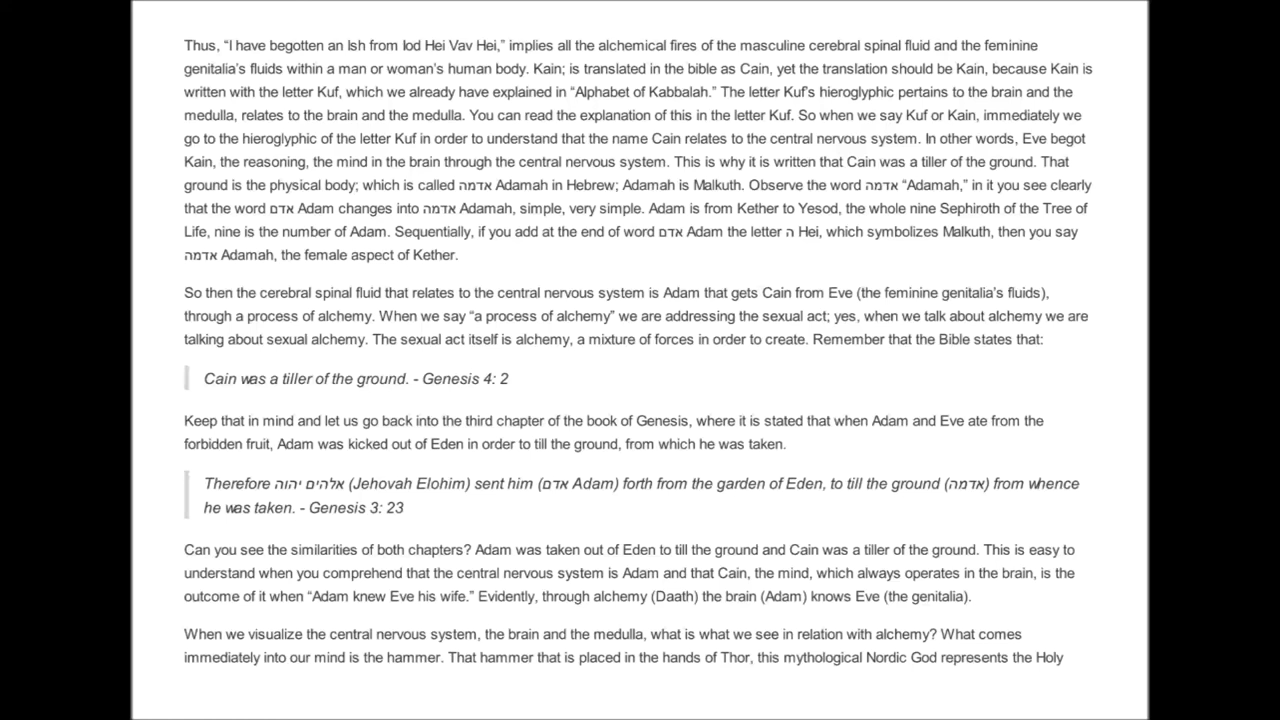 Thus, “I have begotten an Ish from Iod Hei Vav Hei,” implies all the alchemical fires of the masculine cerebral spinal fluid and the feminine
genitalia’s fluids within a man or woman’s human body. Kain; is translated in the bible as Cain, yet the translation should be Kain, because Kain is
written with the letter Kuf, which we already have explained in “Alphabet of Kabbalah.” The letter Kuf’s hieroglyphic pertains to the brain and the
medulla, relates to the brain and the medulla. You can read the explanation of this in the letter Kuf. So when we say Kuf or Kain, immediately we
go to the hieroglyphic of the letter Kuf in order to understand that the name Cain relates to the central nervous system. In other words, Eve begot
Kain, the reasoning, the mind in the brain through the central nervous system. This is why it is written that Cain was a tiller of the ground. That
ground is the physical body; which is called אדמה Adamah in Hebrew; Adamah is Malkuth. Observe the word אדמה “Adamah,” in it you see clearly
that the word אדם Adam changes into אדמה Adamah, simple, very simple. Adam is from Kether to Yesod, the whole nine Sephiroth of the Tree of
Life, nine is the number of Adam. Sequentially, if you add at the end of word אדם Adam the letter ה Hei, which symbolizes Malkuth, then you say
אדמה Adamah, the female aspect of Kether.
So then the cerebral spinal fluid that relates to the central nervous system is Adam that gets Cain from Eve (the feminine genitalia’s fluids),
through a process of alchemy. When we say “a process of alchemy” we are addressing the sexual act; yes, when we talk about alchemy we are
talking about sexual alchemy. The sexual act itself is alchemy, a mixture of forces in order to create. Remember that the Bible states that:
Cain was a tiller of the ground. - Genesis 4: 2
Keep that in mind and let us go back into the third chapter of the book of Genesis, where it is stated that when Adam and Eve ate from the
forbidden fruit, Adam was kicked out of Eden in order to till the ground, from which he was taken.
Therefore אלהים יהוה (Jehovah Elohim) sent him (אדם Adam) forth from the garden of Eden, to till the ground (אדמה) from whence
he was taken. - Genesis 3: 23
Can you see the similarities of both chapters? Adam was taken out of Eden to till the ground and Cain was a tiller of the ground. This is easy to
understand when you comprehend that the central nervous system is Adam and that Cain, the mind, which always operates in the brain, is the
outcome of it when “Adam knew Eve his wife.” Evidently, through alchemy (Daath) the brain (Adam) knows Eve (the genitalia).
When we visualize the central nervous system, the brain and the medulla, what is what we see in relation with alchemy? What comes
immediately into our mind is the hammer. That hammer that is placed in the hands of Thor, this mythological Nordic God represents the Holy